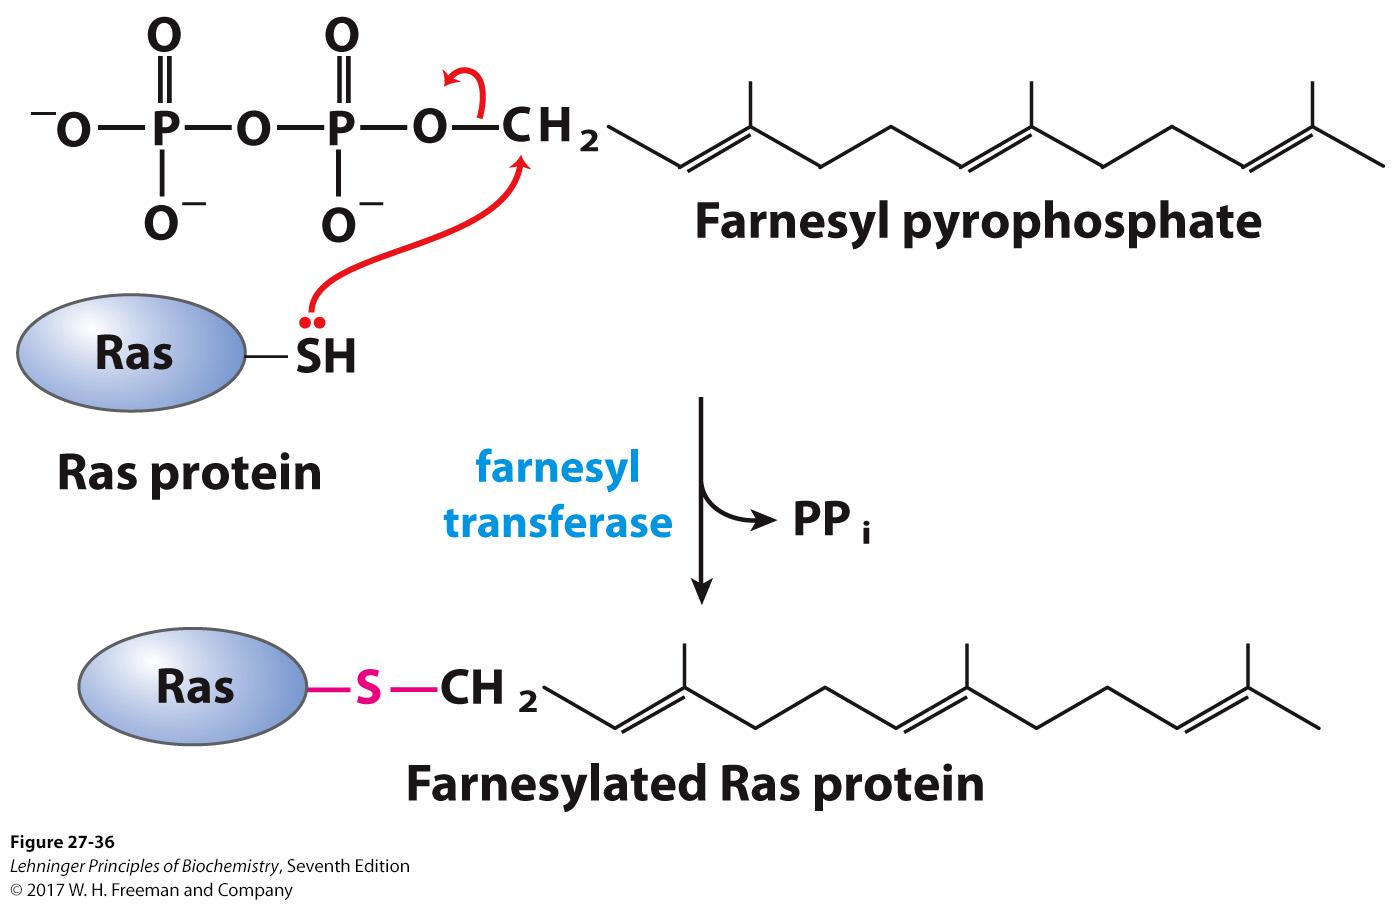 O O
⁻O—P—O—P—O—CH₂
O⁻ O⁻
Farnesyl pyrophosphate
Ras—SH
Ras protein
farnesyl
transferase
PPᵢ
Ras—S—CH₂
Farnesylated Ras protein
Figure 27-36
Lehninger Principles of Biochemistry, Seventh Edition
© 2017 W. H. Freeman and Company